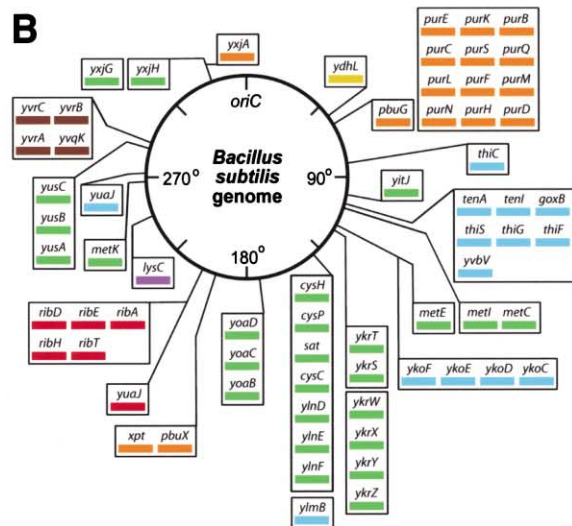 B
yxjG yxjH
yxjA
ydhL
pbuG
purE purK purB
purC purS purQ
purL purF purM
purN purH purD
oriC
Bacillus
subtilis
genome
270°
90°
180°
yvrC yvrB
yvrA yvqK
yusC
yusB
yusA
yuaJ
metK
lysC
thiC
yitJ
tenA tenI goxB
thiS thiG thiF
yvbV
metE
metI metC
ykoF ykoE ykoD ykoC
ribD ribE ribA
ribH ribT
yuaJ
xpt pbuX
yoaD
yoaC
yoaB
cysH
cysP
sat
cysC
ylnD
ylnE
ylnF
ylmB
ykrT
ykrS
ykrW
ykrX
ykrY
ykrZ